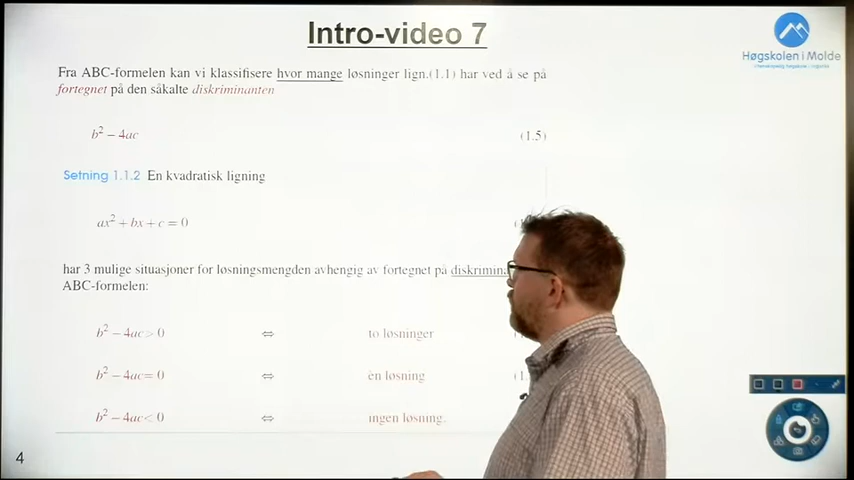 Intro-video 7
Høgskolen i Molde
Fra ABC-formelen kan vi klassifisere hvor mange løsninger lign.(1.1) har ved å se på
fortegnet på den såkalte diskriminanten
b² − 4ac (1.5)
Setning 1.1.2 En kvadratisk ligning
ax² + bx + c = 0
har 3 mulige situasjoner for løsningsmengden avhengig av fortegnet på
ABC-formelen:
b² − 4ac > 0 ⇔ to løsninger
b² − 4ac = 0 ⇔ èn løsning
b² − 4ac < 0 ⇔ ingen løsning.
4